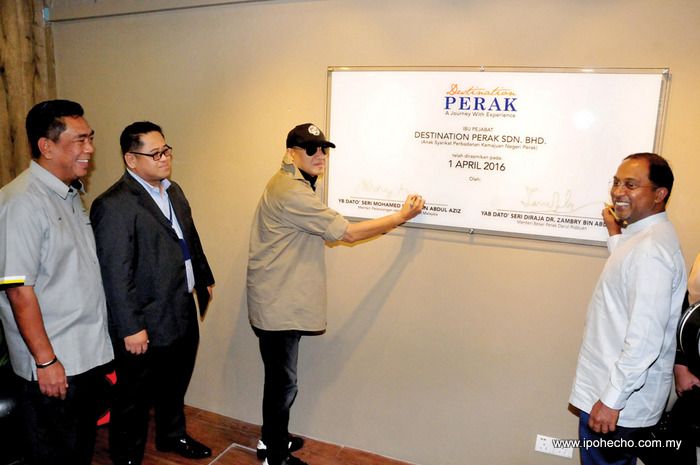 Destination
PERAK
A Journey With Experience
IBU PEJABAT
DESTINATION PERAK SDN. BHD.
(Anak Syarikat Perbadanan Kemajuan Negeri Perak)
telah dirasmikan pada
1 APRIL 2016
Oleh:
YB DATO' SERI MOHAMED BIN ABDUL AZIZ
Malaysia
YAB DATO' SERI DIRAJA DR. ZAMBRY BIN
Menteri Besar Perak Darul Ridzuan
www.ipohecho.com.my